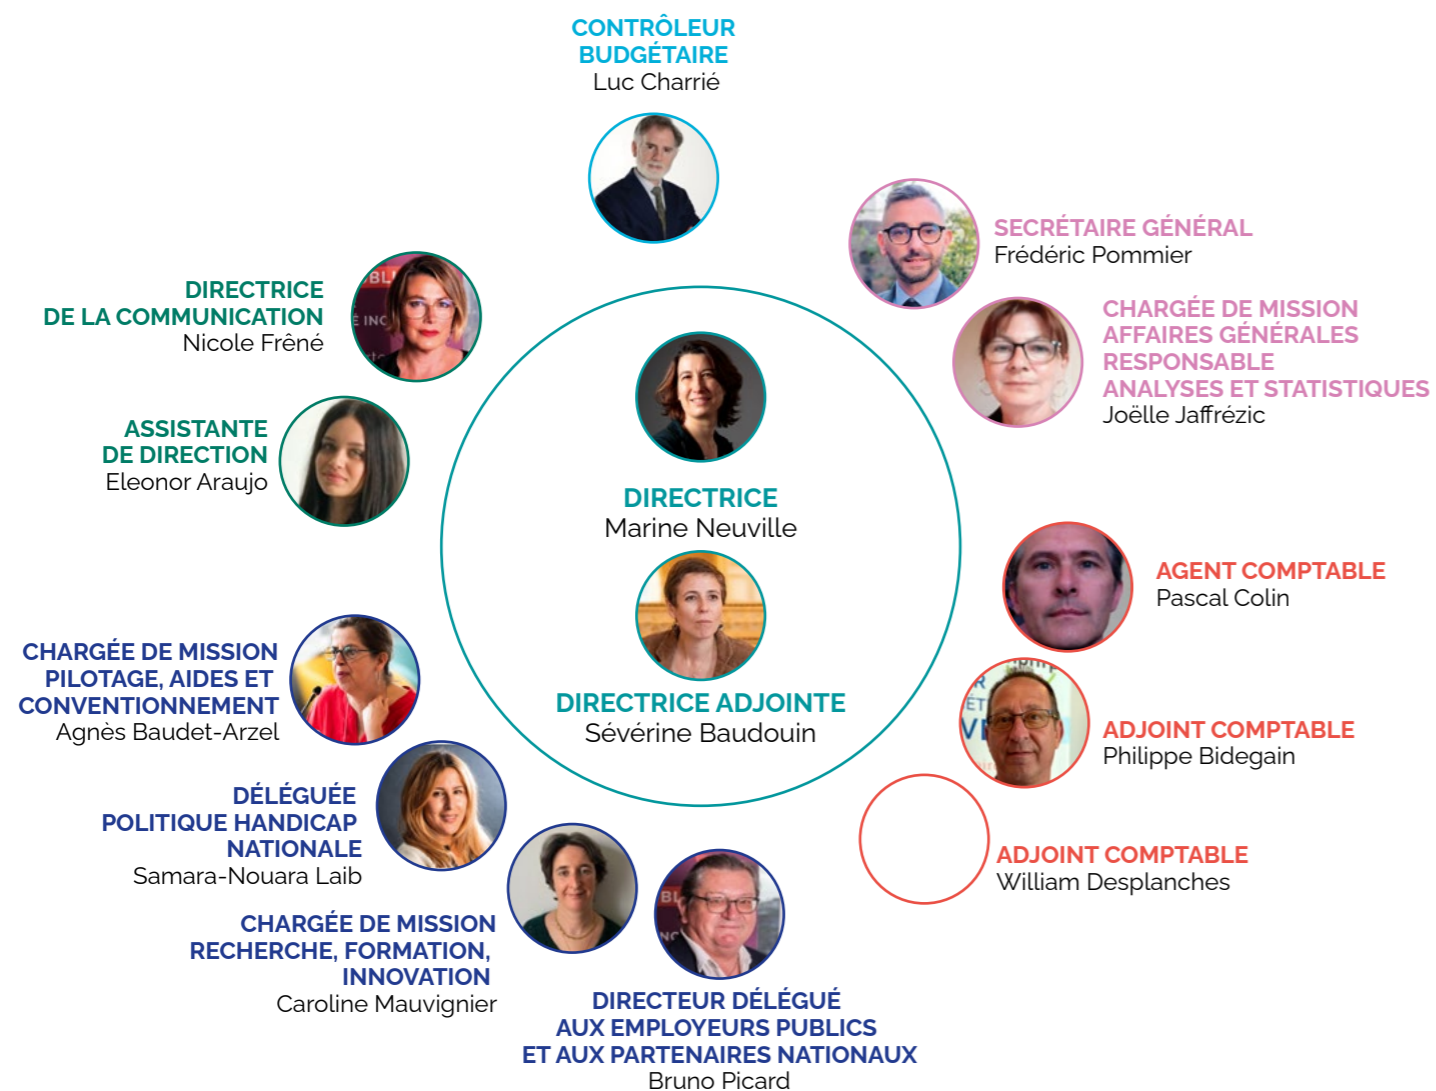 CONTRÔLEUR
BUDGÉTAIRE
Luc Charrié
SECRÉTAIRE GÉNÉRAL
Frédéric Pommier
DIRECTRICE
DE LA COMMUNICATION
Nicole Frêné
CHARGÉE DE MISSION
AFFAIRES GÉNÉRALES
RESPONSABLE
ANALYSES ET STATISTIQUES
Joëlle Jaffrézic
ASSISTANTE
DE DIRECTION
Eleonor Araujo
DIRECTRICE
Marine Neuville
DIRECTRICE ADJOINTE
Sévérine Baudouin
AGENT COMPTABLE
Pascal Colin
ADJOINT COMPTABLE
Philippe Bidegain
ADJOINT COMPTABLE
William Desplanches
CHARGÉE DE MISSION
PILOTAGE, AIDES ET
CONVENTIONNEMENT
Agnès Baudet-Arzel
DÉLÉGUÉE
POLITIQUE HANDICAP
NATIONALE
Samara-Nouara Laib
CHARGÉE DE MISSION
RECHERCHE, FORMATION,
INNOVATION
Caroline Mauvignier
DIRECTEUR DÉLÉGUÉ
AUX EMPLOYEURS PUBLICS
ET AUX PARTENAIRES NATIONAUX
Bruno Picard